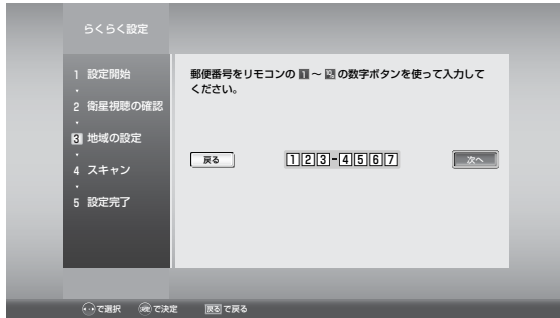 らくらく設定
1 設定開始
・
2 衛星視聴の確認
・
3 地域の設定
・
4 スキャン
・
5 設定完了
郵便番号をリモコンの 1 ～ の数字ボタンを使って入力して
ください。
戻る
123-4567
次へ
で選択 で決定 戻る で戻る